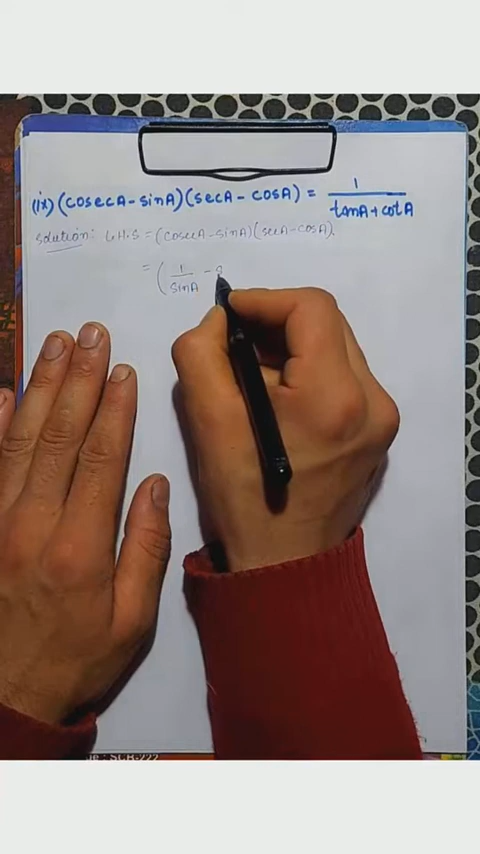 (ix) (cosecA - sinA)(secA - cosA) = 1/(tanA + cotA)
Solution: L.H.S = (cosecA - sinA)(secA - cosA).
= ( 1/sinA - s